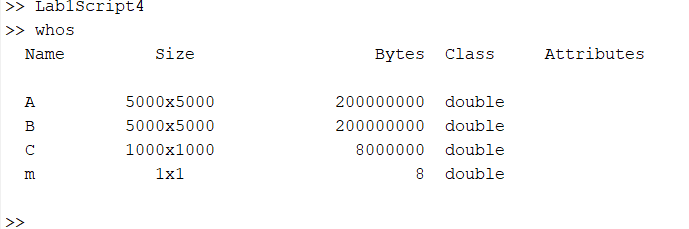 >> Lab1Script4
>> whos
  Name         Size                  Bytes  Class     Attributes

  A         5000x5000            200000000  double
  B         5000x5000            200000000  double
  C         1000x1000              8000000  double
  m            1x1                       8  double

>>